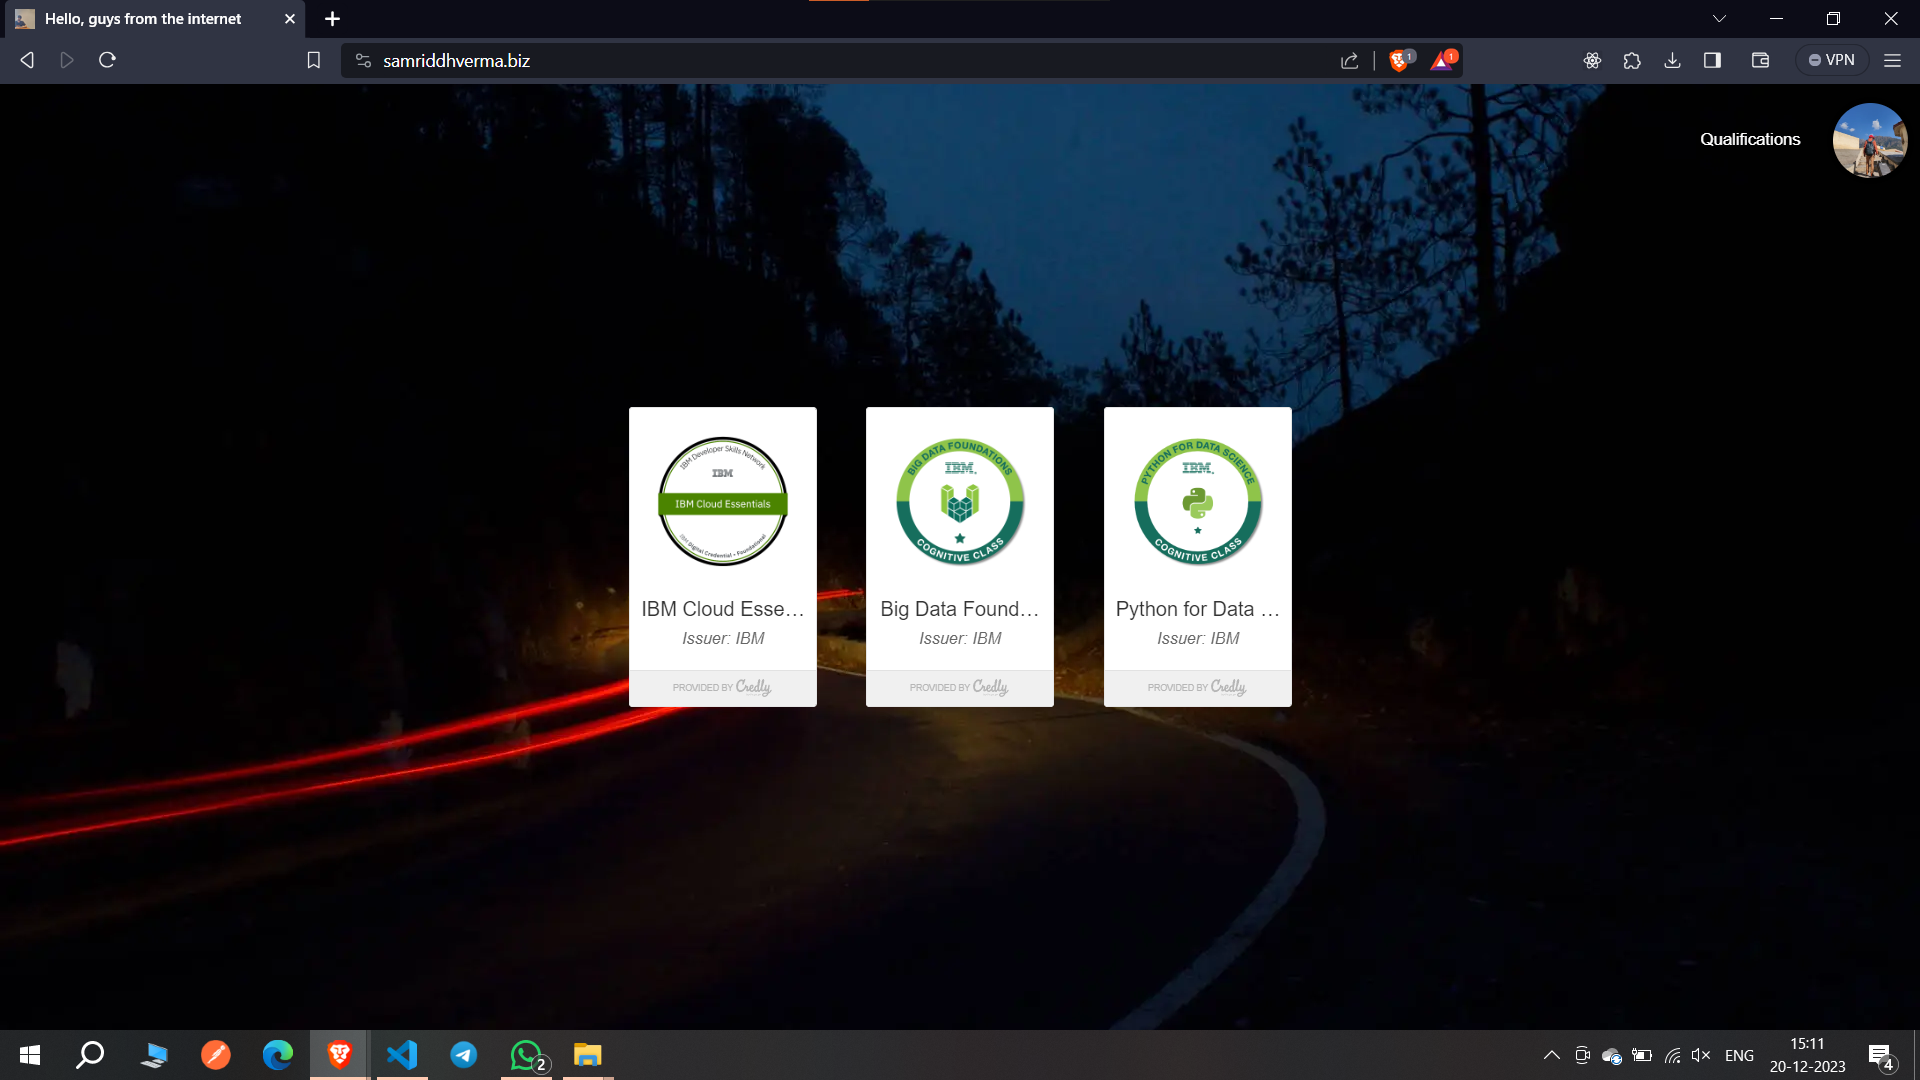 Hello, guys from the internet
samriddhverma.biz
1
1
VPN
Qualifications
IBM Developer Skills Network
IBM
IBM Cloud Essentials
IBM Digital Credential • Foundational
IBM Cloud Esse...
Issuer: IBM
PROVIDED BY Credly
BIG DATA FOUNDATIONS
IBM.
COGNITIVE CLASS
Big Data Found...
Issuer: IBM
PROVIDED BY Credly
PYTHON FOR DATA SCIENCE
IBM.
COGNITIVE CLASS
Python for Data ...
Issuer: IBM
PROVIDED BY Credly
2
ENG
15:11
20-12-2023
4